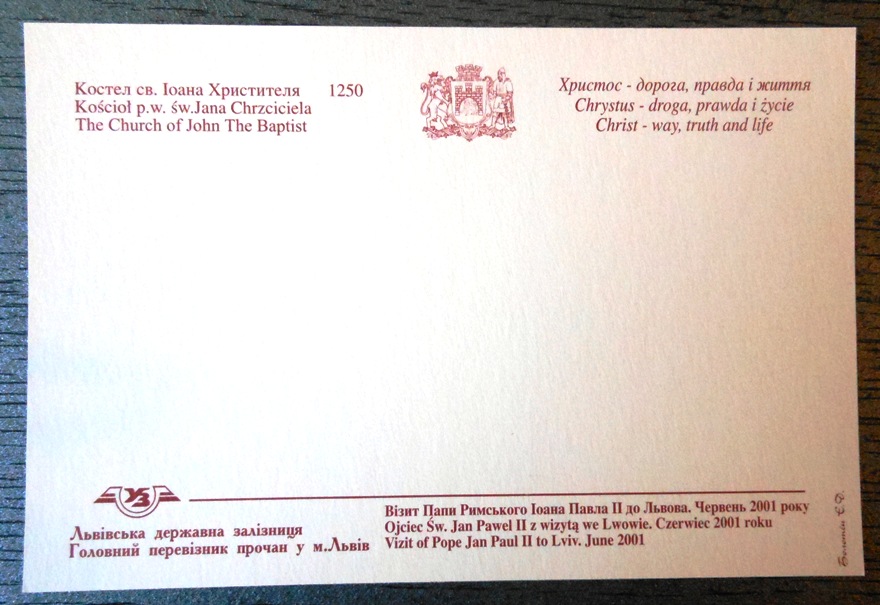 Костел св. Іоана Христителя 1250
Kościoł p.w. św.Jana Chrzciciela
The Church of John The Baptist
Христос - дорога, правда і життя
Chrystus - droga, prawda i życie
Christ - way, truth and life
УЗ
Львівська державна залізниця
Головний перевізник прочан у м.Львів
Візит Папи Римського Іоана Павла ІІ до Львова. Червень 2001 року
Ojciec Św. Jan Paweł II z wizytą we Lwowie. Czerwiec 2001 roku
Vizit of Pope Jan Paul II to Lviv. June 2001